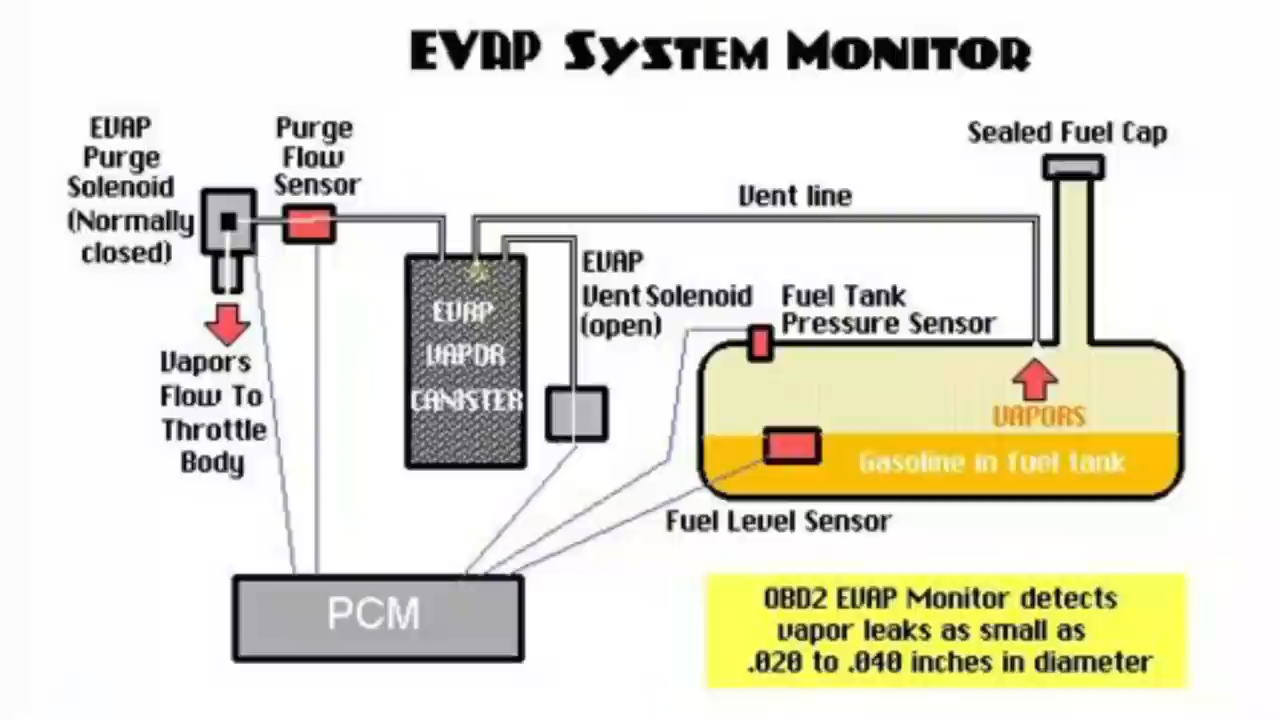 EVAP System Monitor
EVAP
Purge
Solenoid
(Normally
closed)
Purge
Flow
Sensor
Sealed Fuel Cap
Vent line
EVAP
Vent Solenoid
(open)
Fuel Tank
Pressure Sensor
EVAP
VAPOR
CANISTER
Vapors
Flow To
Throttle
Body
VAPORS
Gasoline in fuel tank
Fuel Level Sensor
PCM
OBD2 EVAP Monitor detects
vapor leaks as small as
.020 to .040 inches in diameter